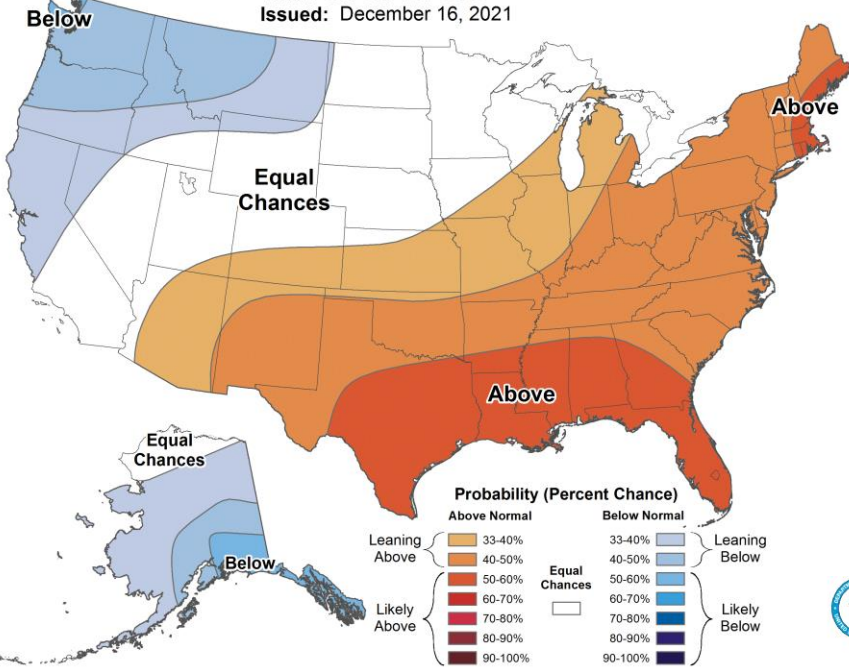 Issued: December 16, 2021
Below
Above
Equal
Chances
Above
Equal
Chances
Below
Probability (Percent Chance)
Above Normal
Below Normal
Leaning
Above
33-40%
40-50%
50-60%
60-70%
70-80%
80-90%
90-100%
Likely
Above
Equal
Chances
33-40%
40-50%
50-60%
60-70%
70-80%
80-90%
90-100%
Leaning
Below
Likely
Below